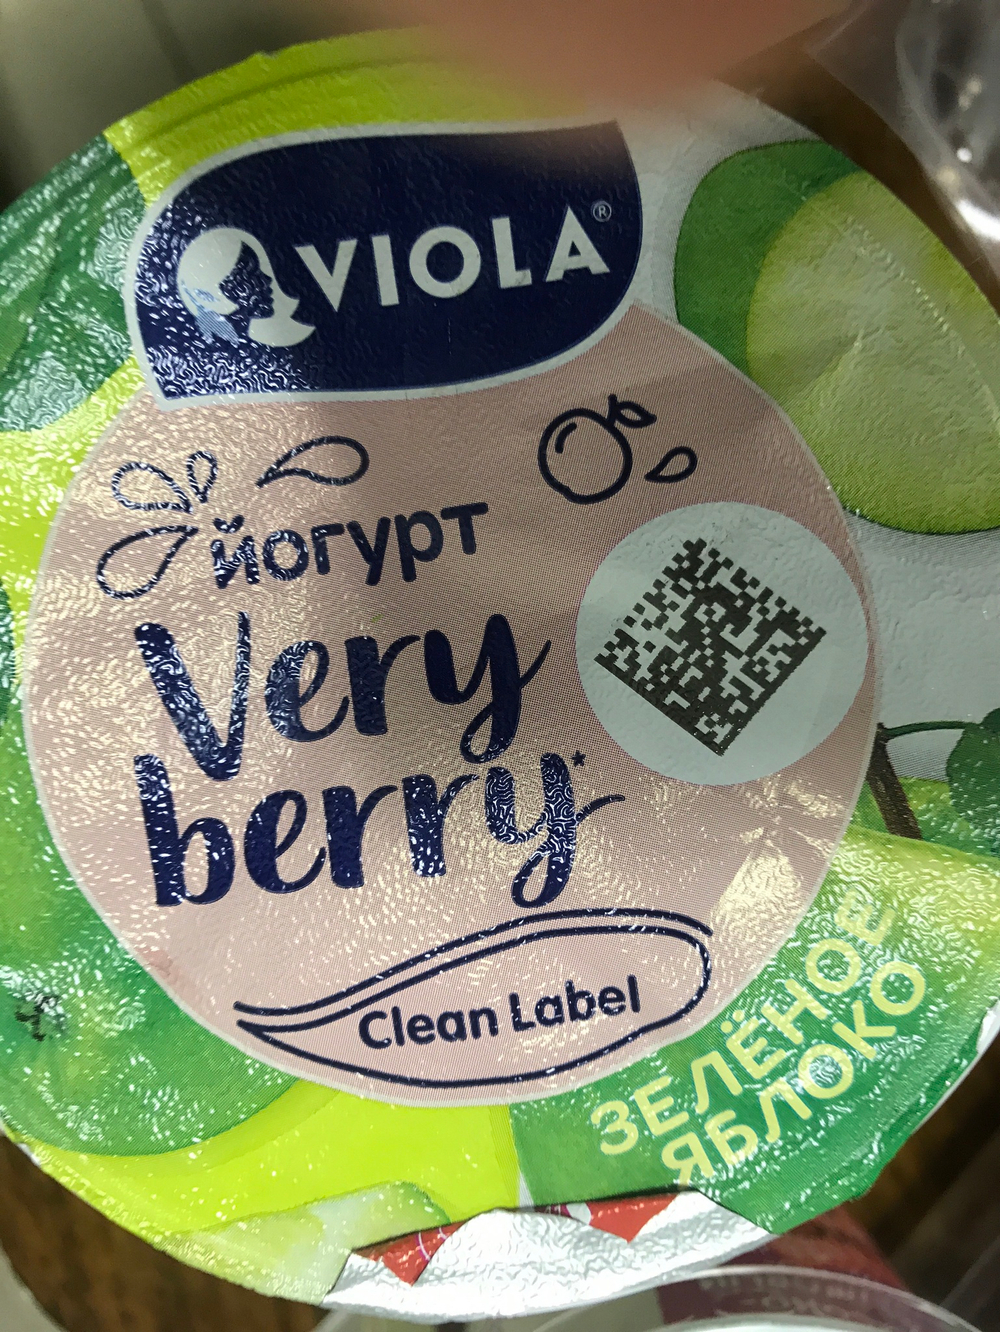 VIOLA®
йогурт
Very
berry*
Clean Label
ЗЕЛЁНОЕ
ЯБЛОКО